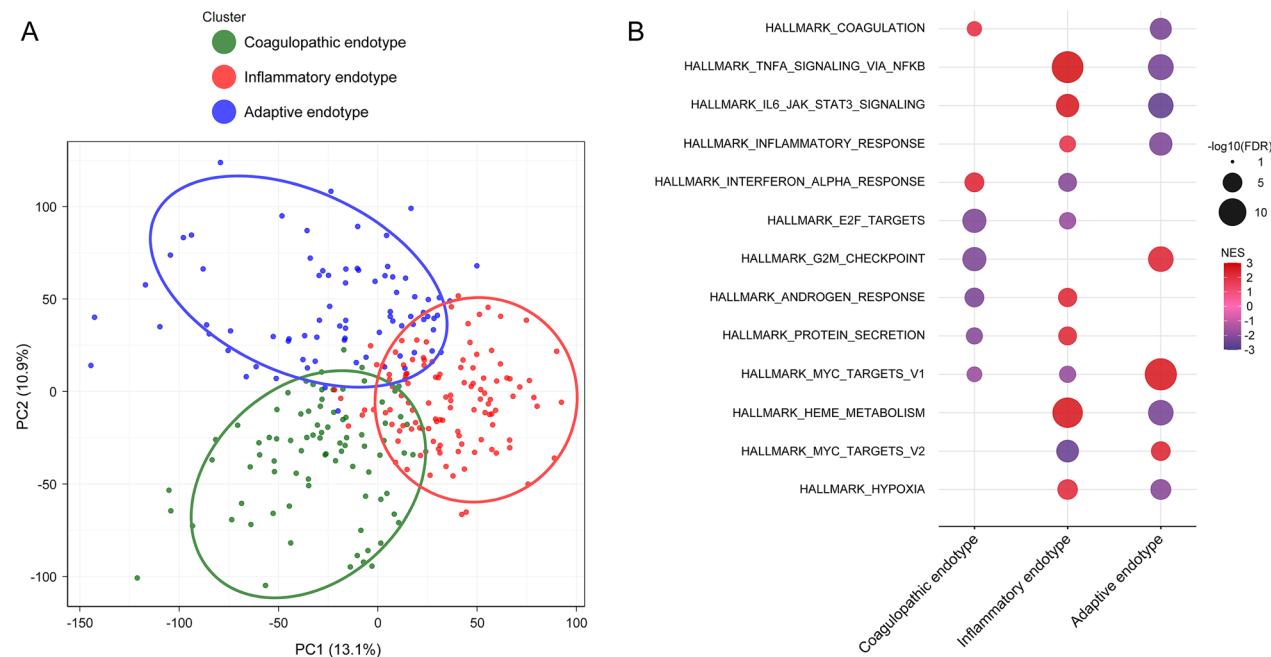 A
Cluster
Coagulopathic endotype
Inflammatory endotype
Adaptive endotype
100
50
0
-50
-100
PC2 (10.9%)
-150
-100
-50
0
50
100
PC1 (13.1%)
B
HALLMARK_COAGULATION
HALLMARK_TNFA_SIGNALING_VIA_NFKB
HALLMARK_IL6_JAK_STAT3_SIGNALING
HALLMARK_INFLAMMATORY_RESPONSE
HALLMARK_INTERFERON_ALPHA_RESPONSE
HALLMARK_E2F_TARGETS
HALLMARK_G2M_CHECKPOINT
HALLMARK_ANDROGEN_RESPONSE
HALLMARK_PROTEIN_SECRETION
HALLMARK_MYC_TARGETS_V1
HALLMARK_HEME_METABOLISM
HALLMARK_MYC_TARGETS_V2
HALLMARK_HYPOXIA
Coagulopathic endotype
Inflammatory endotype
Adaptive endotype
-log10(FDR)
1
5
10
NES
3
2
1
0
-1
-2
-3